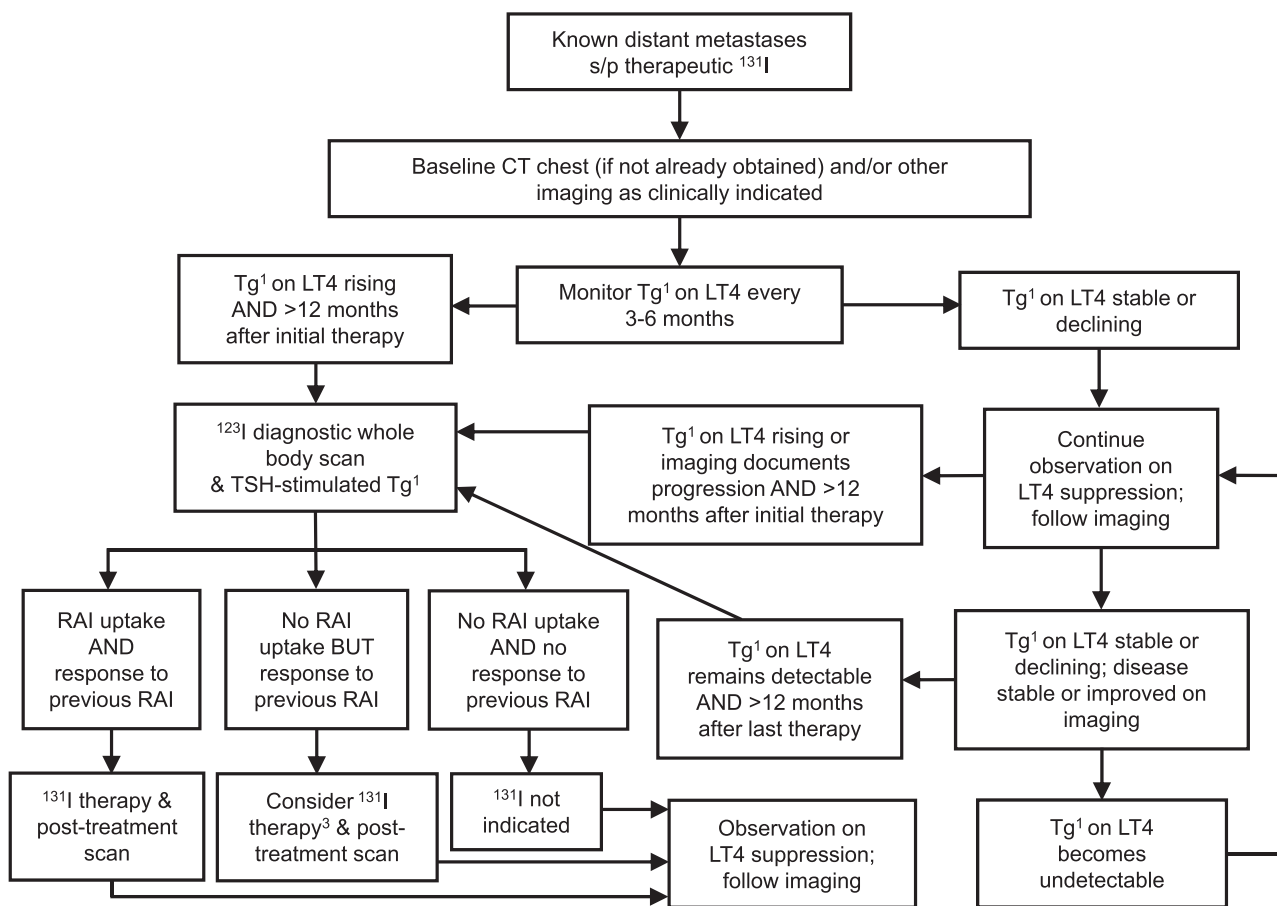 Known distant metastases
s/p therapeutic ¹³¹I
Baseline CT chest (if not already obtained) and/or other
imaging as clinically indicated
Tg¹ on LT4 rising
AND >12 months
after initial therapy
Monitor Tg¹ on LT4 every
3-6 months
Tg¹ on LT4 stable or
declining
¹²³I diagnostic whole
body scan
& TSH-stimulated Tg¹
Tg¹ on LT4 rising or
imaging documents
progression AND >12
months after initial therapy
Continue
observation on
LT4 suppression;
follow imaging
RAI uptake
AND
response to
previous RAI
No RAI
uptake BUT
response to
previous RAI
No RAI uptake
AND no
response to
previous RAI
Tg¹ on LT4
remains detectable
AND >12 months
after last therapy
Tg¹ on LT4 stable or
declining; disease
stable or improved on
imaging
¹³¹I therapy &
post-treatment
scan
Consider ¹³¹I
therapy³ & post-
treatment scan
¹³¹I not
indicated
Observation on
LT4 suppression;
follow imaging
Tg¹ on LT4
becomes
undetectable